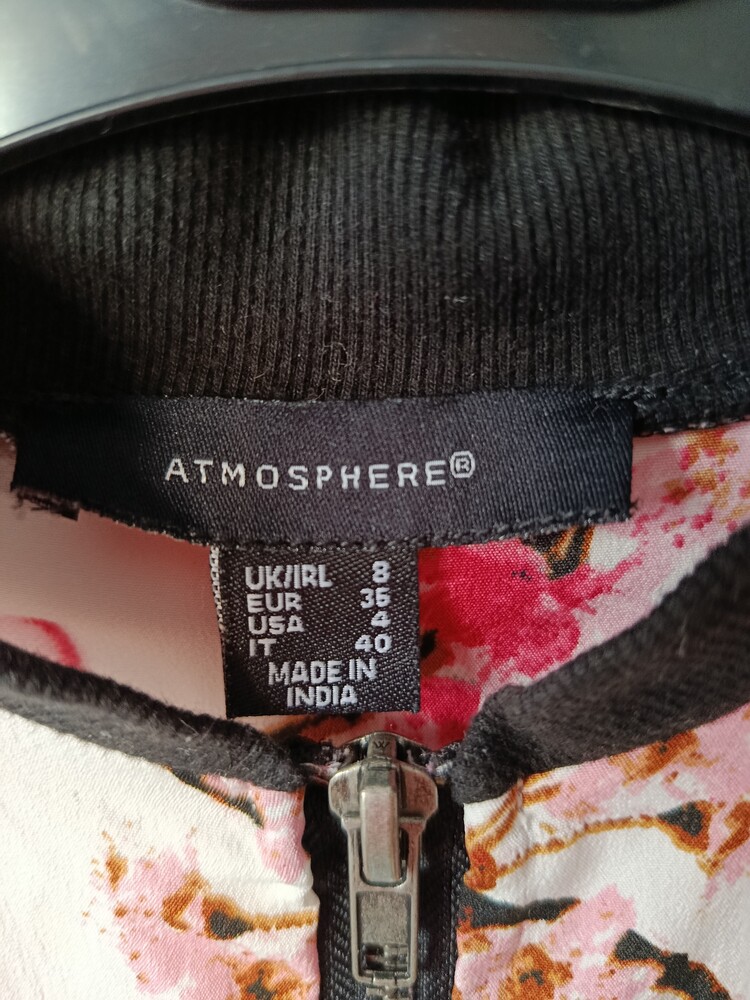 ATMOSPHERE®
UK/IRL 8
EUR 36
USA 4
IT 40
MADE IN
INDIA